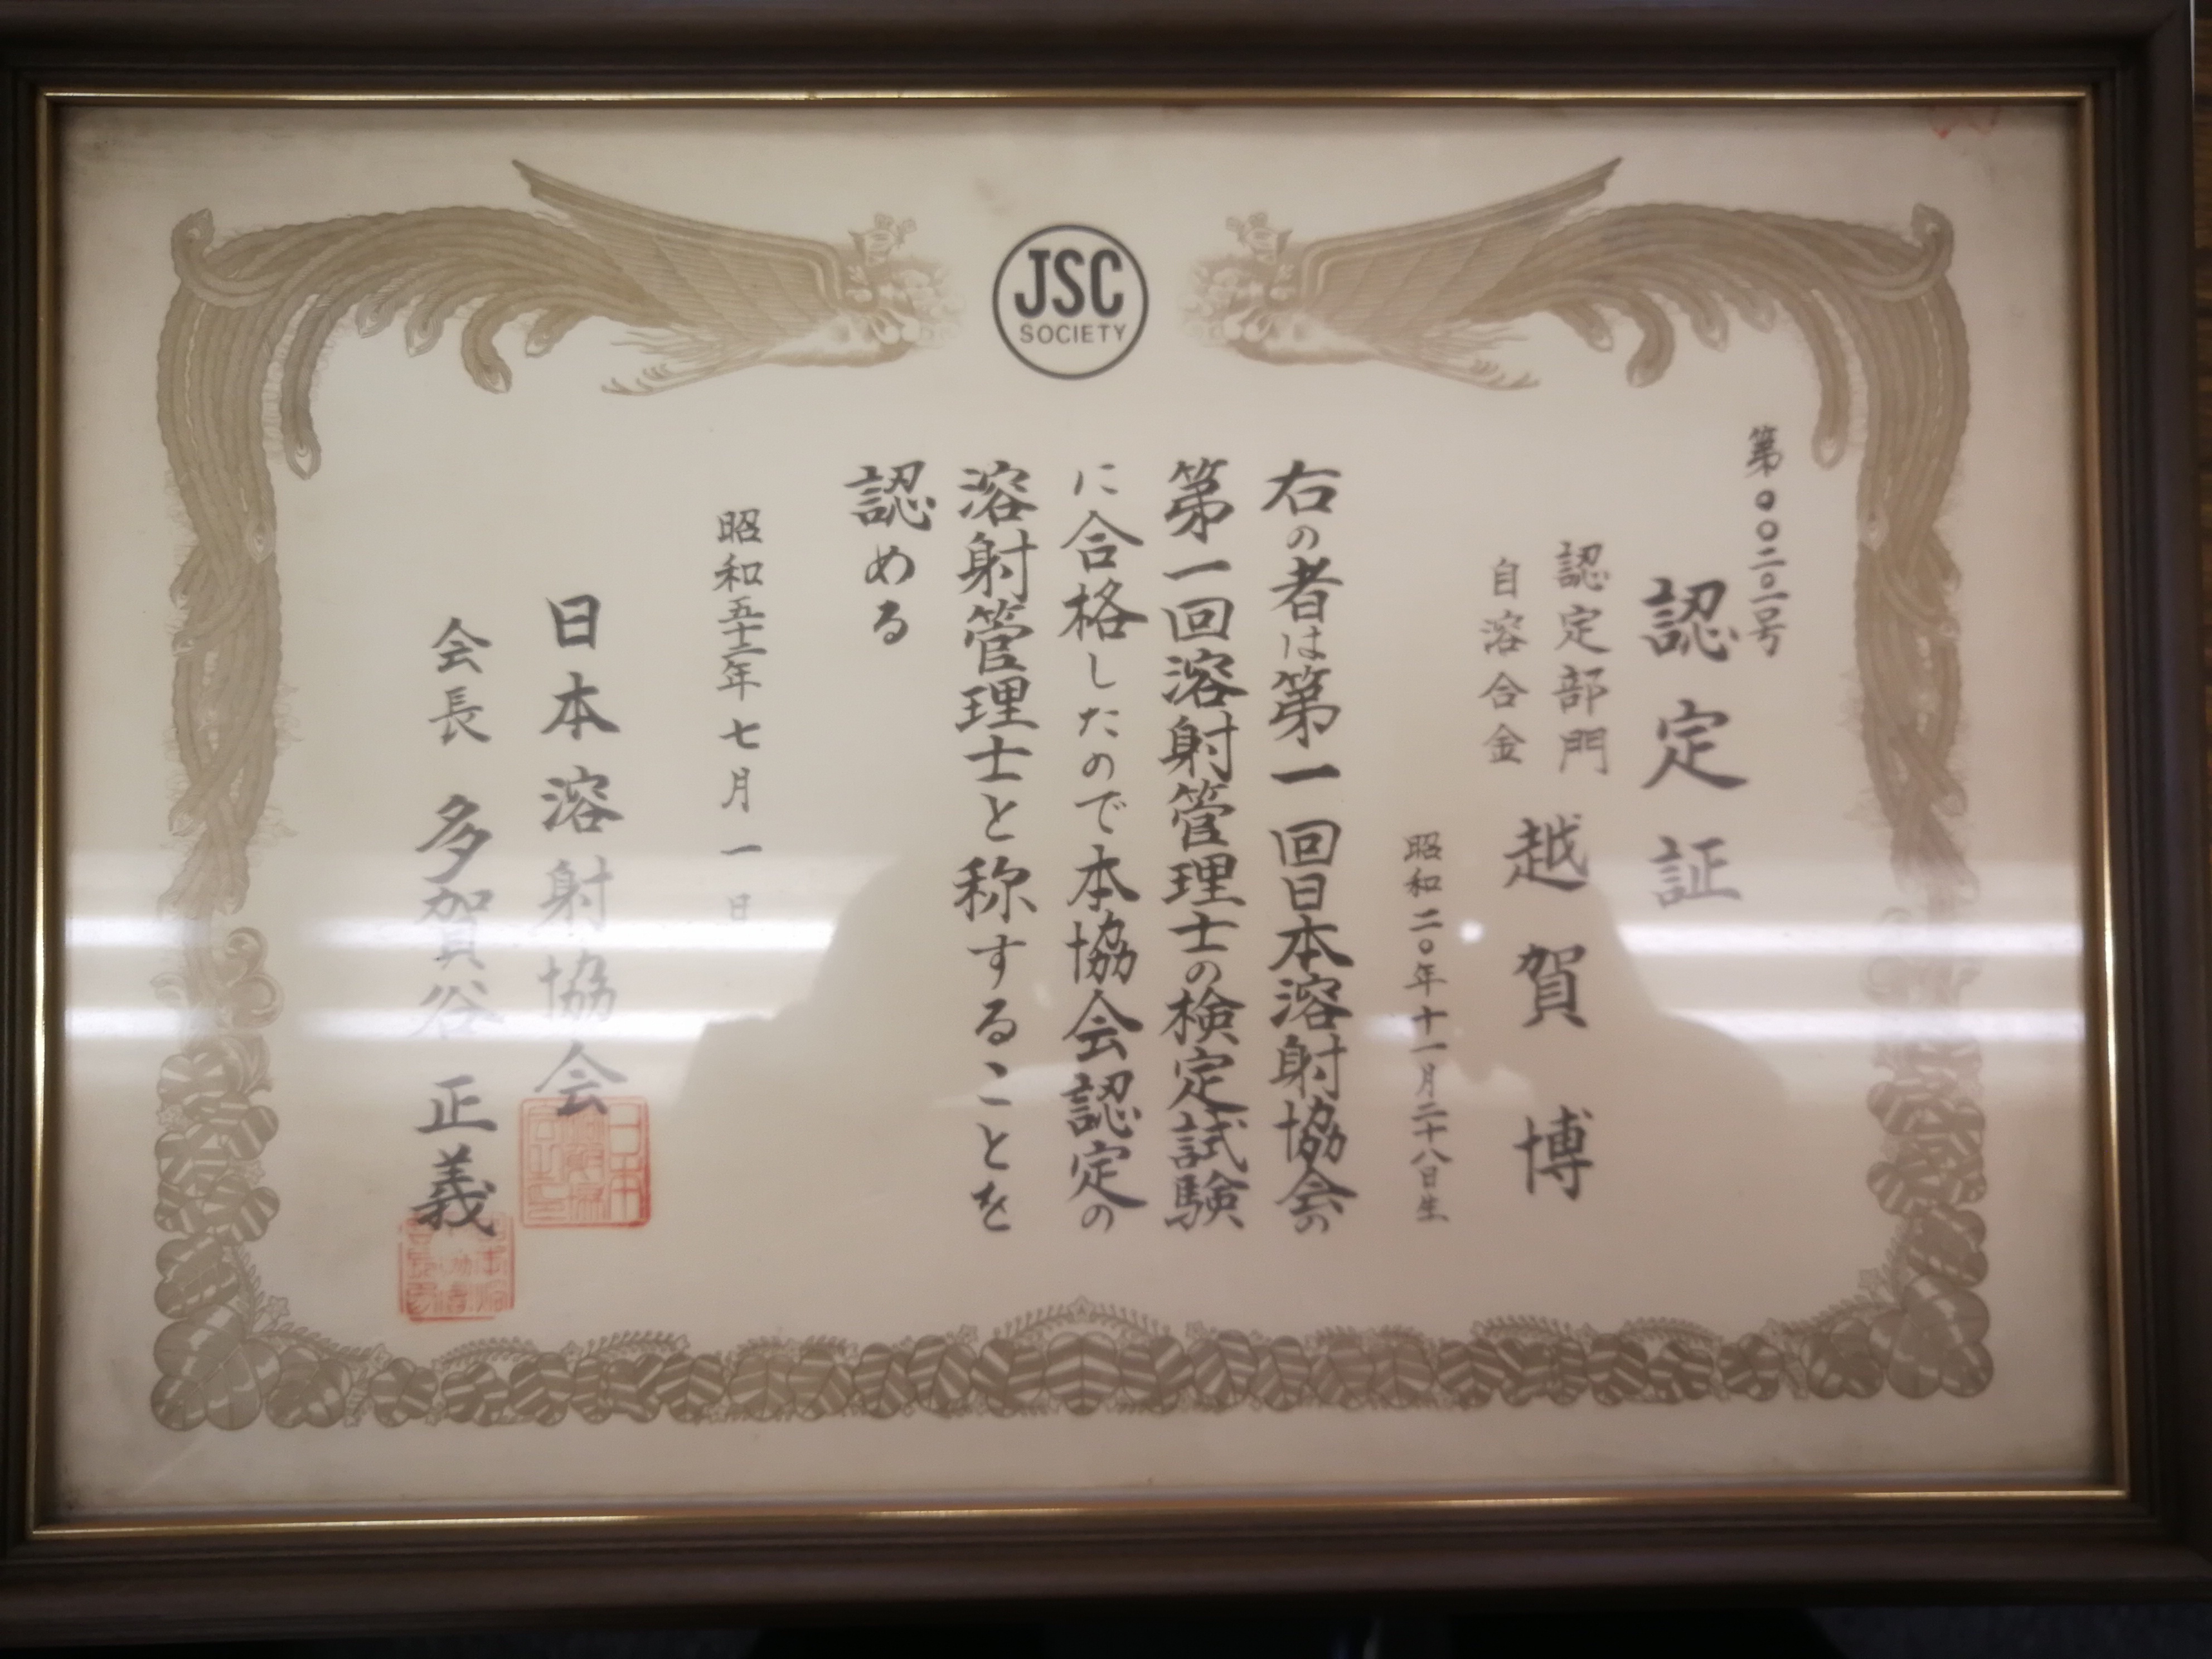 JSC
SOCIETY
第〇〇二〇一号
認定証
認定部門
自溶合金
越賀博
昭和二〇年十一月二十八日生
右の者は第一回日本溶射協会の
第一回溶射管理士の検定試験
に合格したので本協会認定の
溶射管理士と称することを
認める
昭和五十二年七月一日
日本溶射協会
会長 多賀谷正義